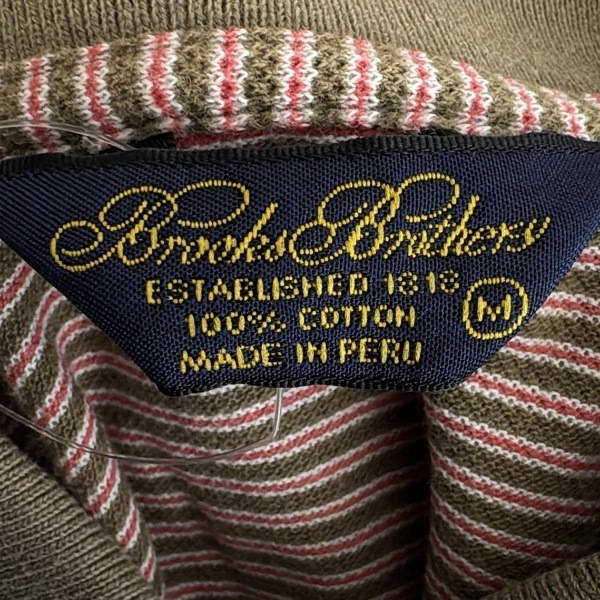 Brooks Brothers
ESTABLISHED 1818
100% COTTON
MADE IN PERU
M